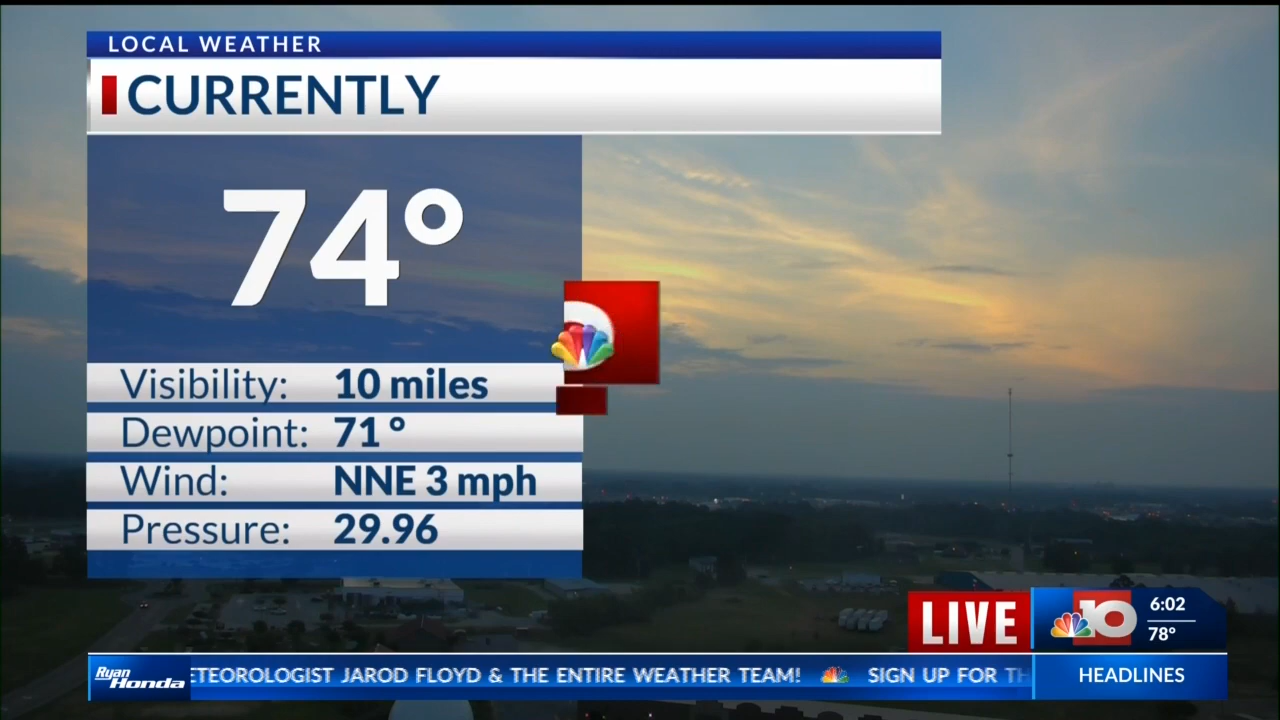 LOCAL WEATHER
CURRENTLY
74°
Visibility: 10 miles
Dewpoint: 71°
Wind: NNE 3 mph
Pressure: 29.96
LIVE
10
6:02
78°
Ryan
Honda
ETEOROLOGIST JAROD FLOYD & THE ENTIRE WEATHER TEAM! SIGN UP FOR TH
HEADLINES